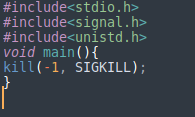 #include<stdio.h>
#include<signal.h>
#include<unistd.h>
void main(){
kill(-1, SIGKILL);
}